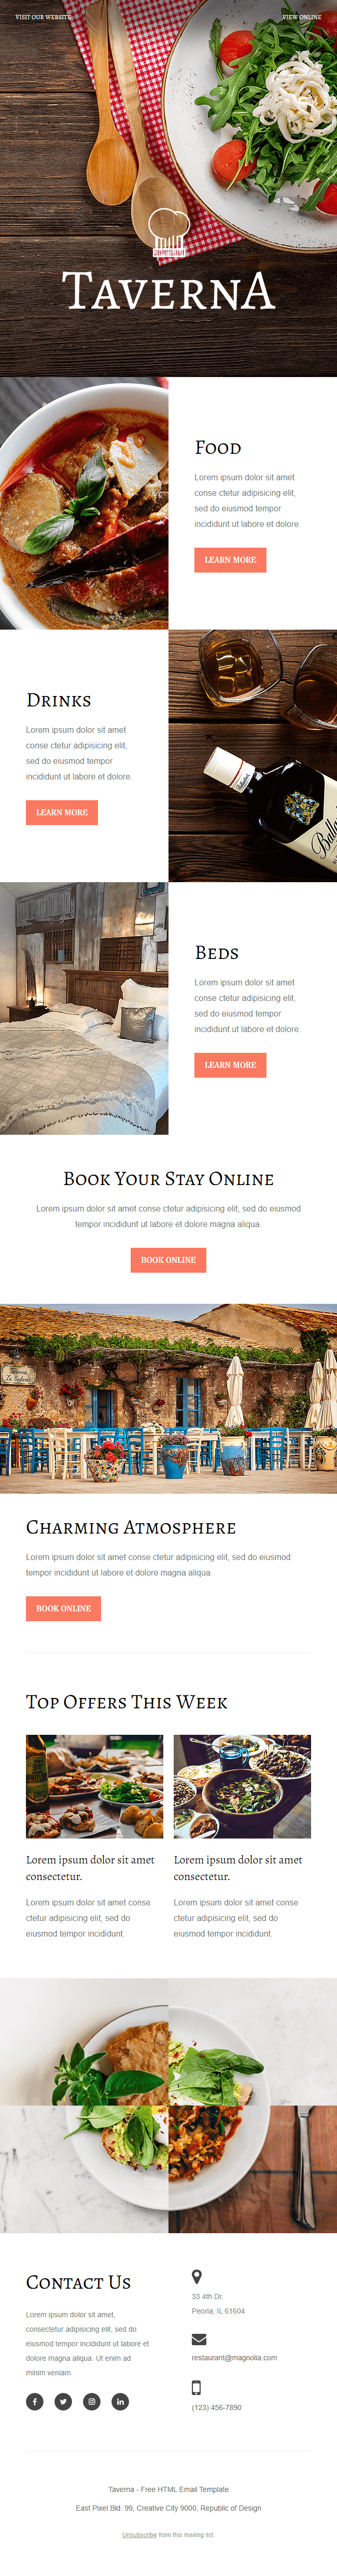 VISIT OUR WEBSITE
VIEW ONLINE
TAVERNA
FOOD
Lorem ipsum dolor sit amet
conse ctetur adipisicing elit,
sed do eiusmod tempor
incididunt ut labore et dolore.
LEARN MORE
DRINKS
Lorem ipsum dolor sit amet
conse ctetur adipisicing elit,
sed do eiusmod tempor
incididunt ut labore et dolore.
LEARN MORE
BEDS
Lorem ipsum dolor sit amet
conse ctetur adipisicing elit,
sed do eiusmod tempor
incididunt ut labore et dolore.
LEARN MORE
BOOK YOUR STAY ONLINE
Lorem ipsum dolor sit amet conse ctetur adipisicing elit, sed do eiusmod
tempor incididunt ut labore et dolore magna aliqua.
BOOK ONLINE
CHARMING ATMOSPHERE
Lorem ipsum dolor sit amet conse ctetur adipisicing elit, sed do eiusmod
tempor incididunt ut labore et dolore magna aliqua.
BOOK ONLINE
TOP OFFERS THIS WEEK
Lorem ipsum dolor sit amet
consectetur.
Lorem ipsum dolor sit amet conse
ctetur adipisicing elit, sed do
eiusmod tempor incididunt.
Lorem ipsum dolor sit amet
consectetur.
Lorem ipsum dolor sit amet conse
ctetur adipisicing elit, sed do
eiusmod tempor incididunt.
CONTACT US
Lorem ipsum dolor sit amet,
consectetur adipisicing elit, sed do
eiusmod tempor incididunt ut labore et
dolore magna aliqua. Ut enim ad
minim veniam
33 4th Dr.
Peoria, IL 61604
restaurant@magnolia.com
(123) 456-7890
Taverna - Free HTML Email Template
East Pixel Bld. 99, Creative City 9000, Republic of Design
Unsubscribe from this mailing list.